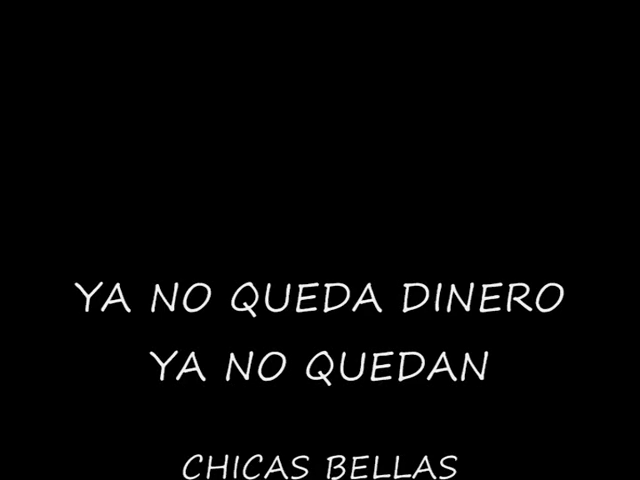 YA NO QUEDA DINERO
YA NO QUEDAN
CHICAS BELLAS